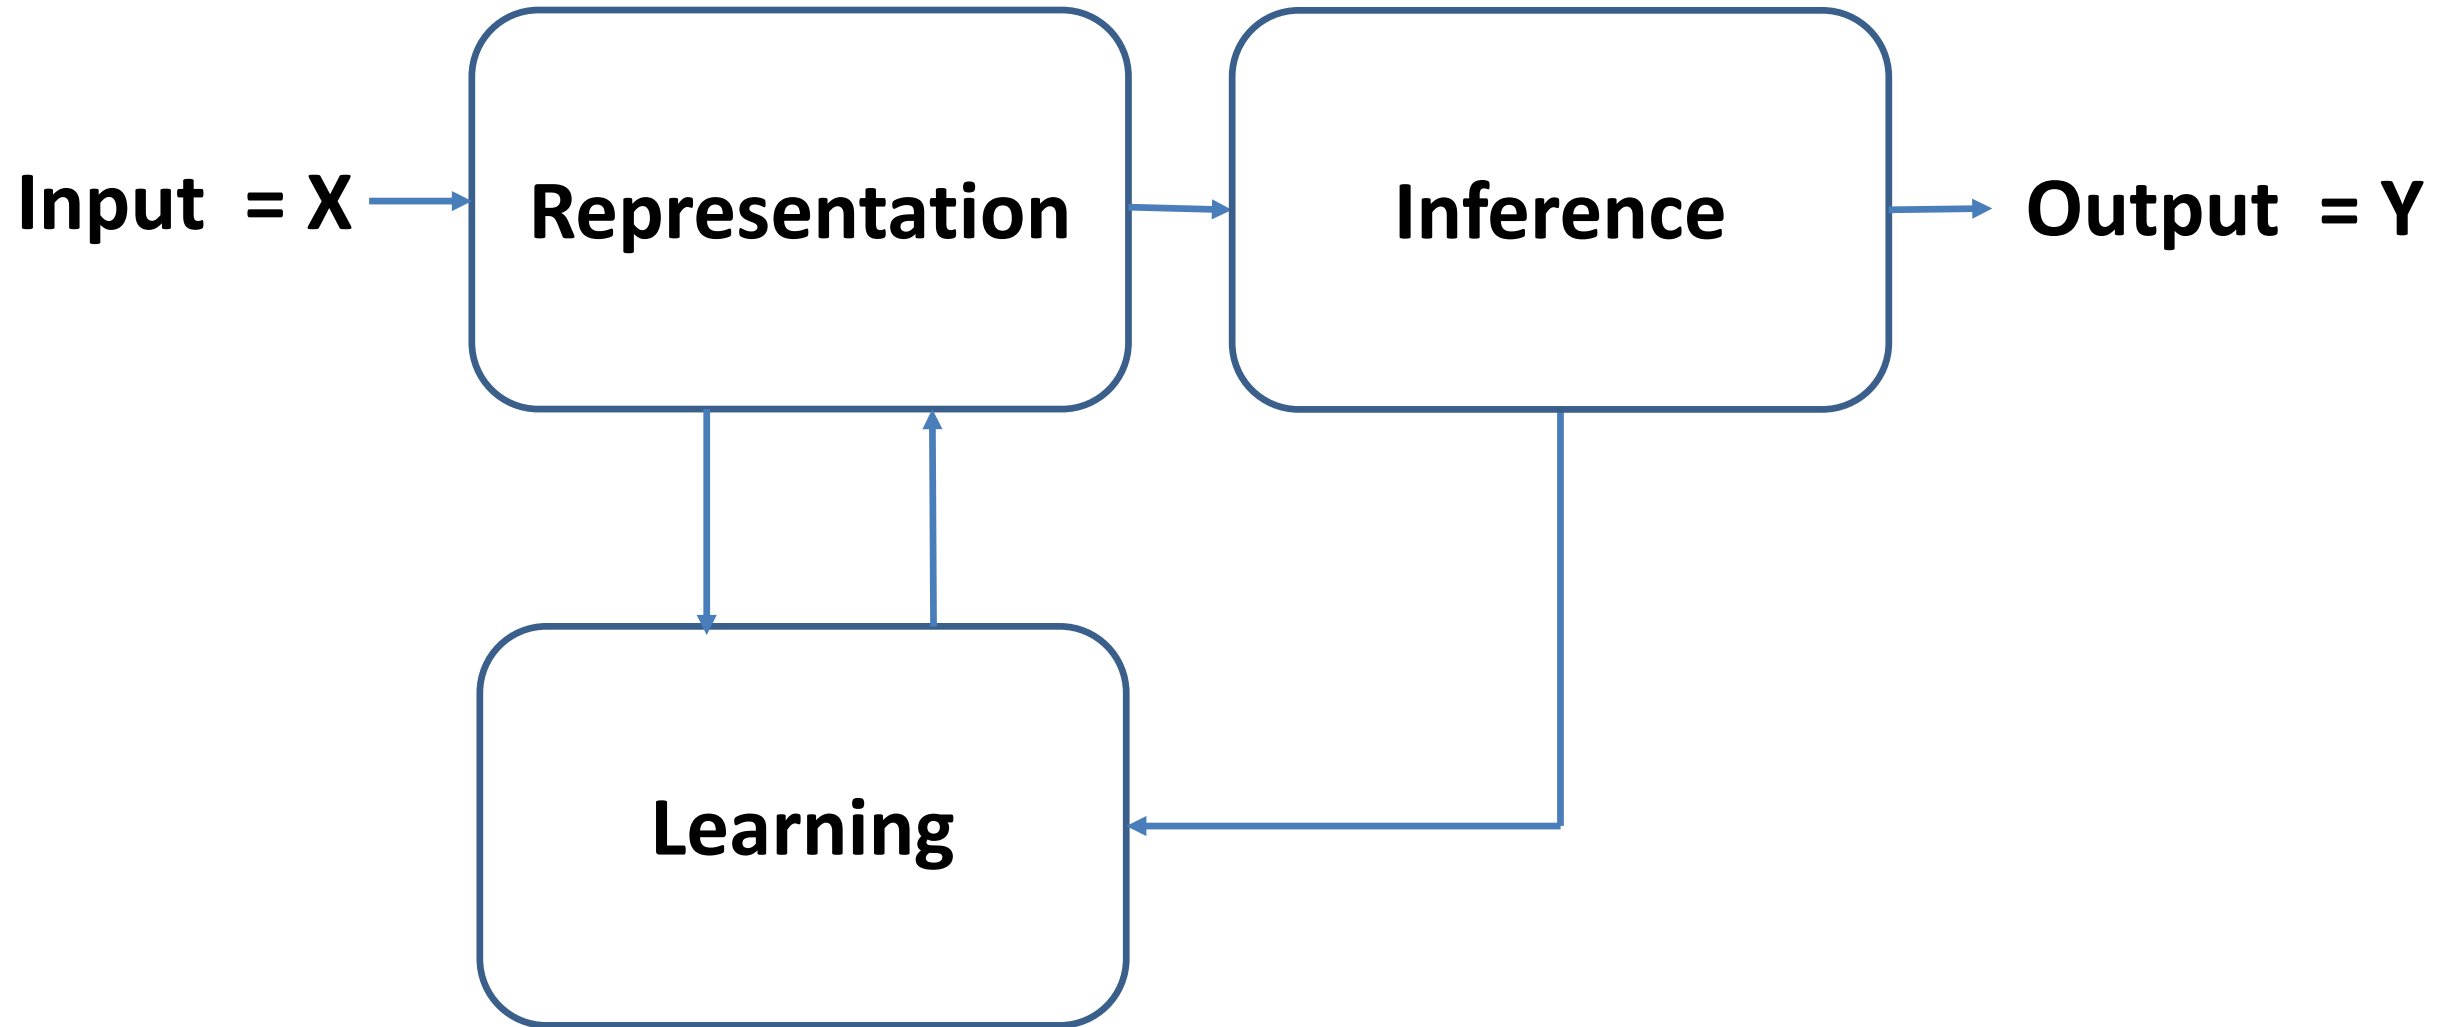 Input = X
Representation
Inference
Output = Y
Learning